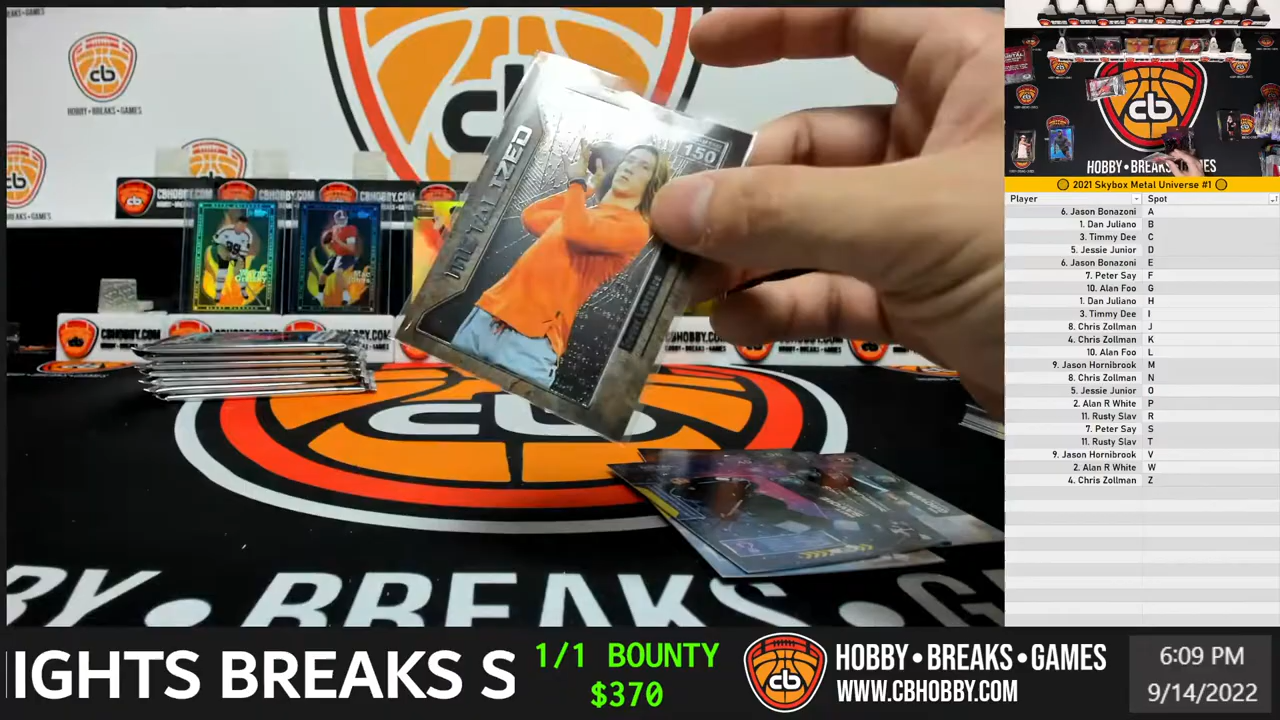 cb
HOBBY • BREAKS • GAMES
CBHOBBY.COM
METALIZED
150
HOBBY • BREAKS • GAMES
2021 Skybox Metal Universe #1
Player Spot
6. Jason Bonazoni A
1. Dan Juliano B
3. Timmy Dee C
5. Jessie Junior D
6. Jason Bonazoni E
7. Peter Say F
10. Alan Foo G
1. Dan Juliano H
3. Timmy Dee I
8. Chris Zollman J
4. Chris Zollman K
10. Alan Foo L
9. Jason Hornibrook M
8. Chris Zollman N
5. Jessie Junior O
2. Alan R White P
11. Rusty Slav R
7. Peter Say S
11. Rusty Slav T
9. Jason Hornibrook V
2. Alan R White W
4. Chris Zollman Z
BREAKS
IGHTS BREAKS S
1/1 BOUNTY
$370
cb
HOBBY • BREAKS • GAMES
WWW.CBHOBBY.COM
6:09 PM
9/14/2022